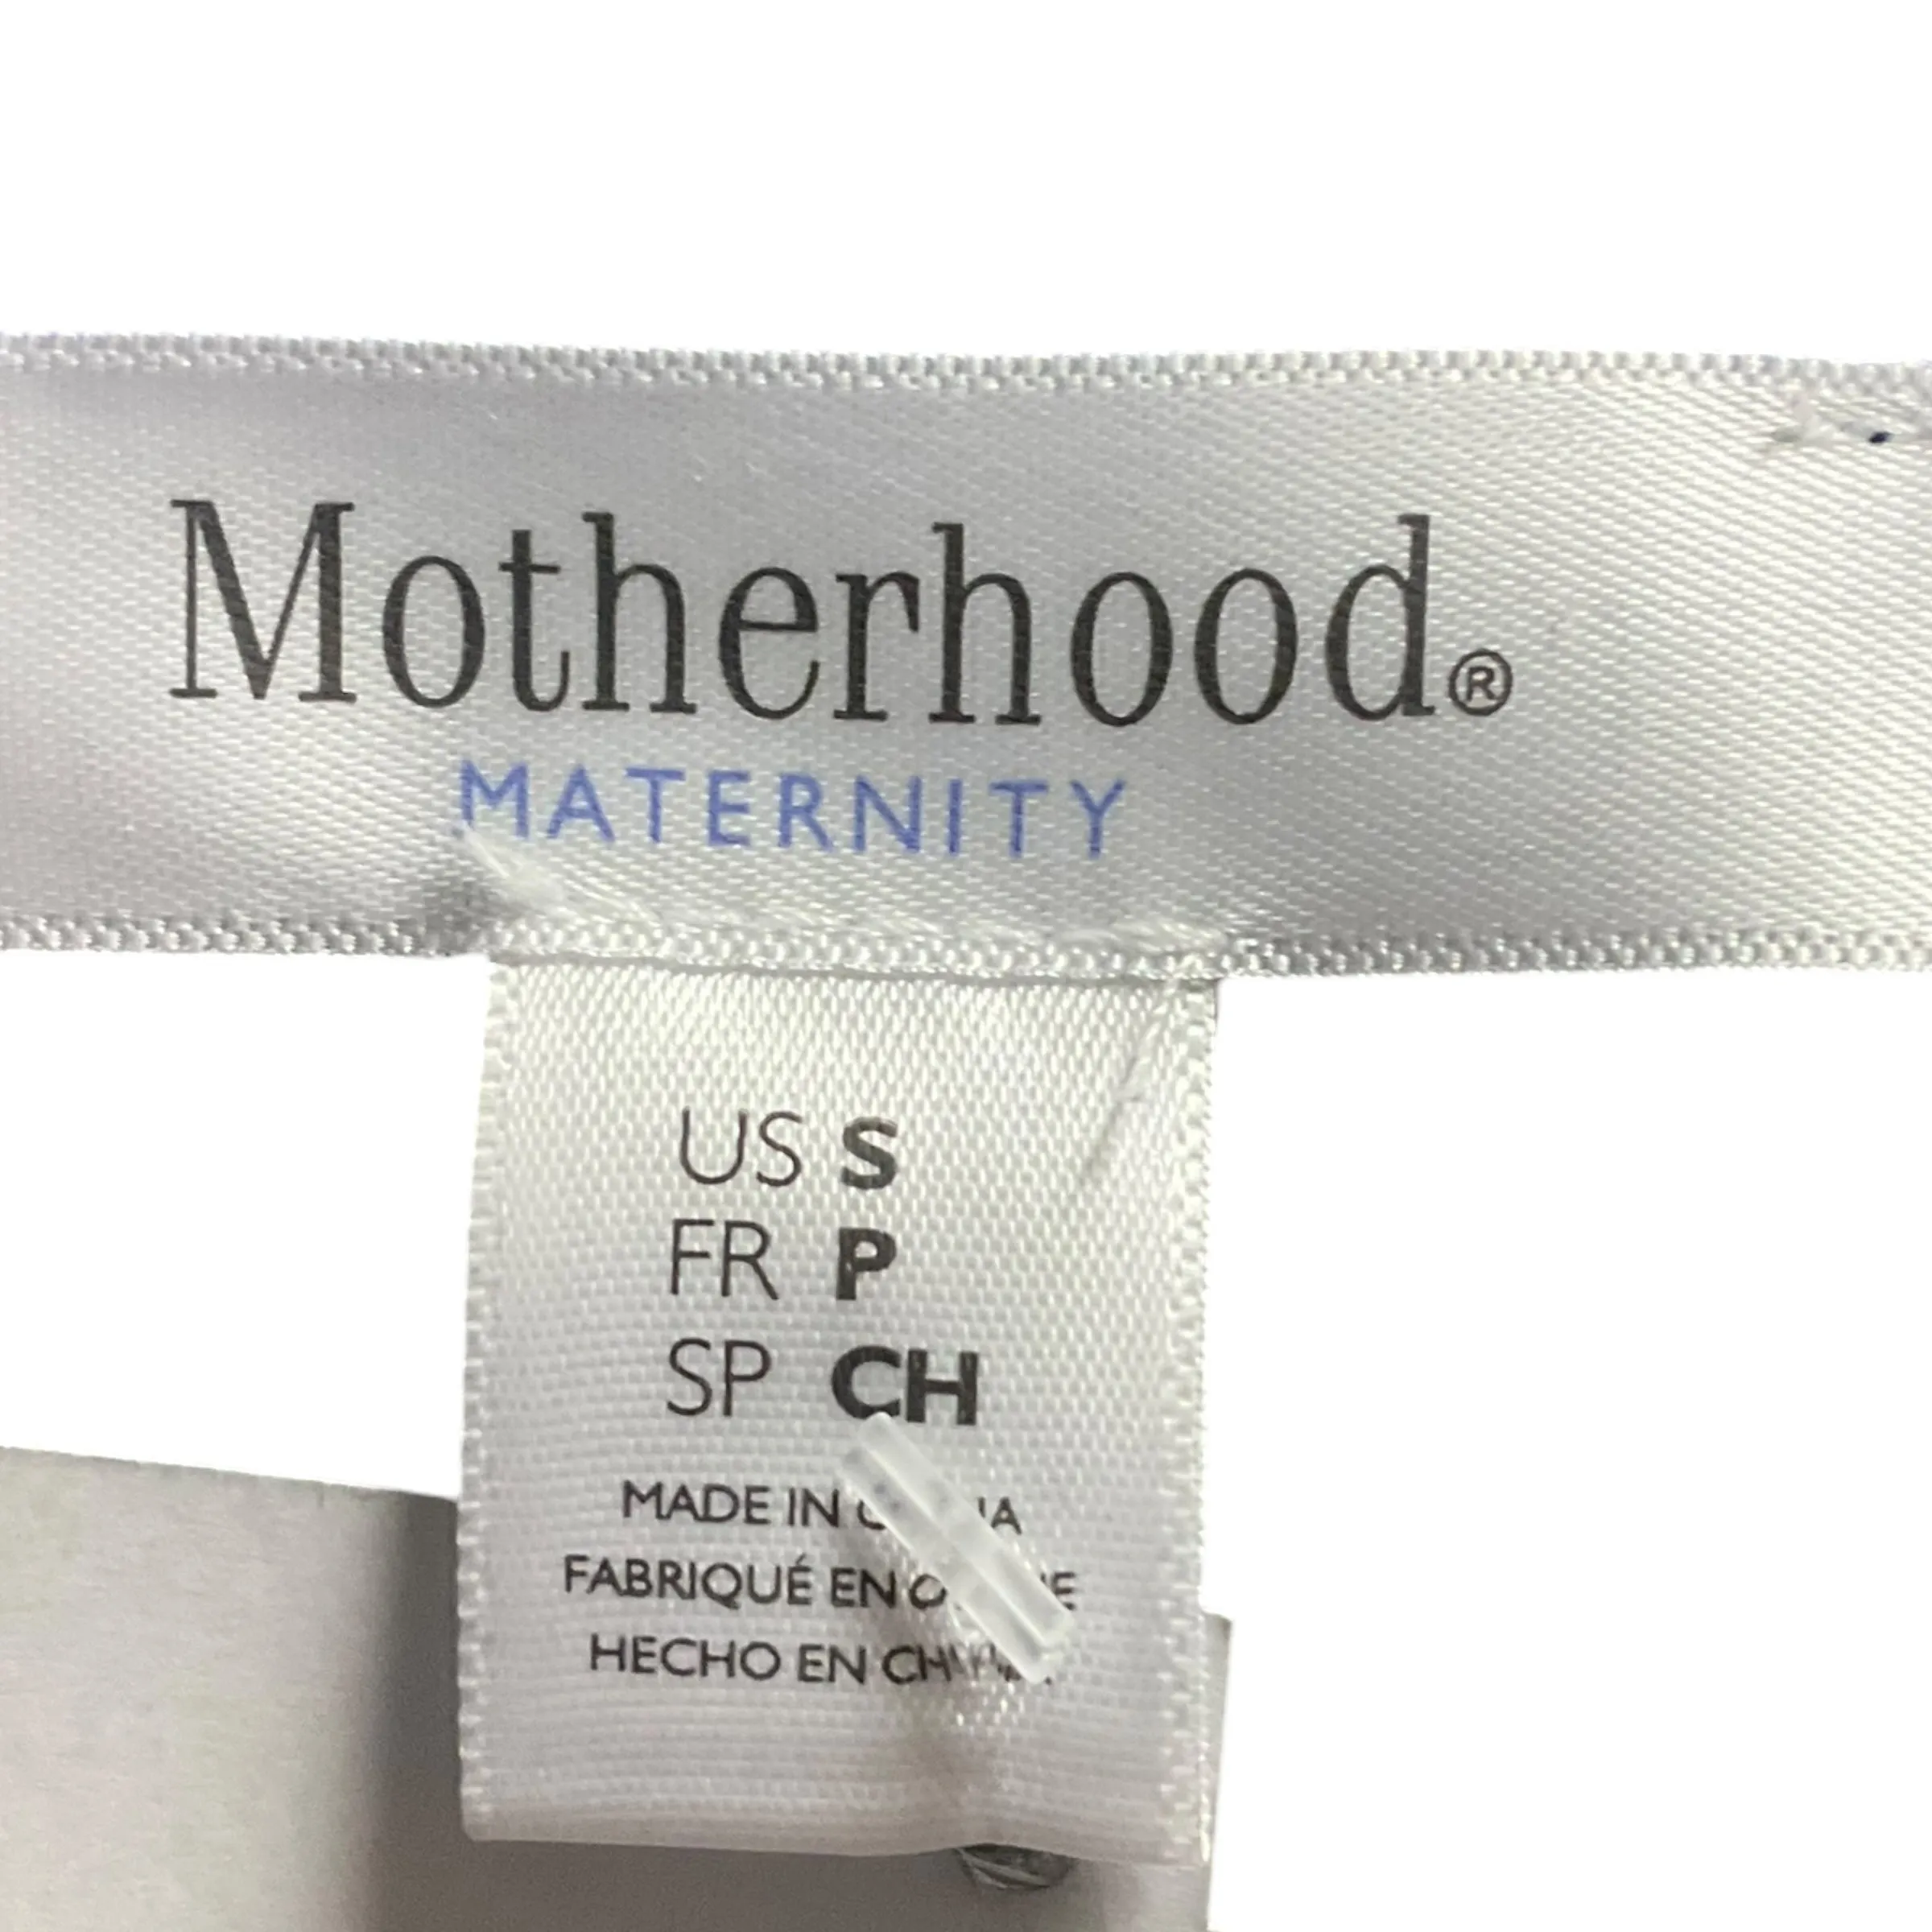 Motherhood®
MATERNITY
US S
FR P
SP CH
MADE IN
FABRIQUÉ EN
HECHO EN